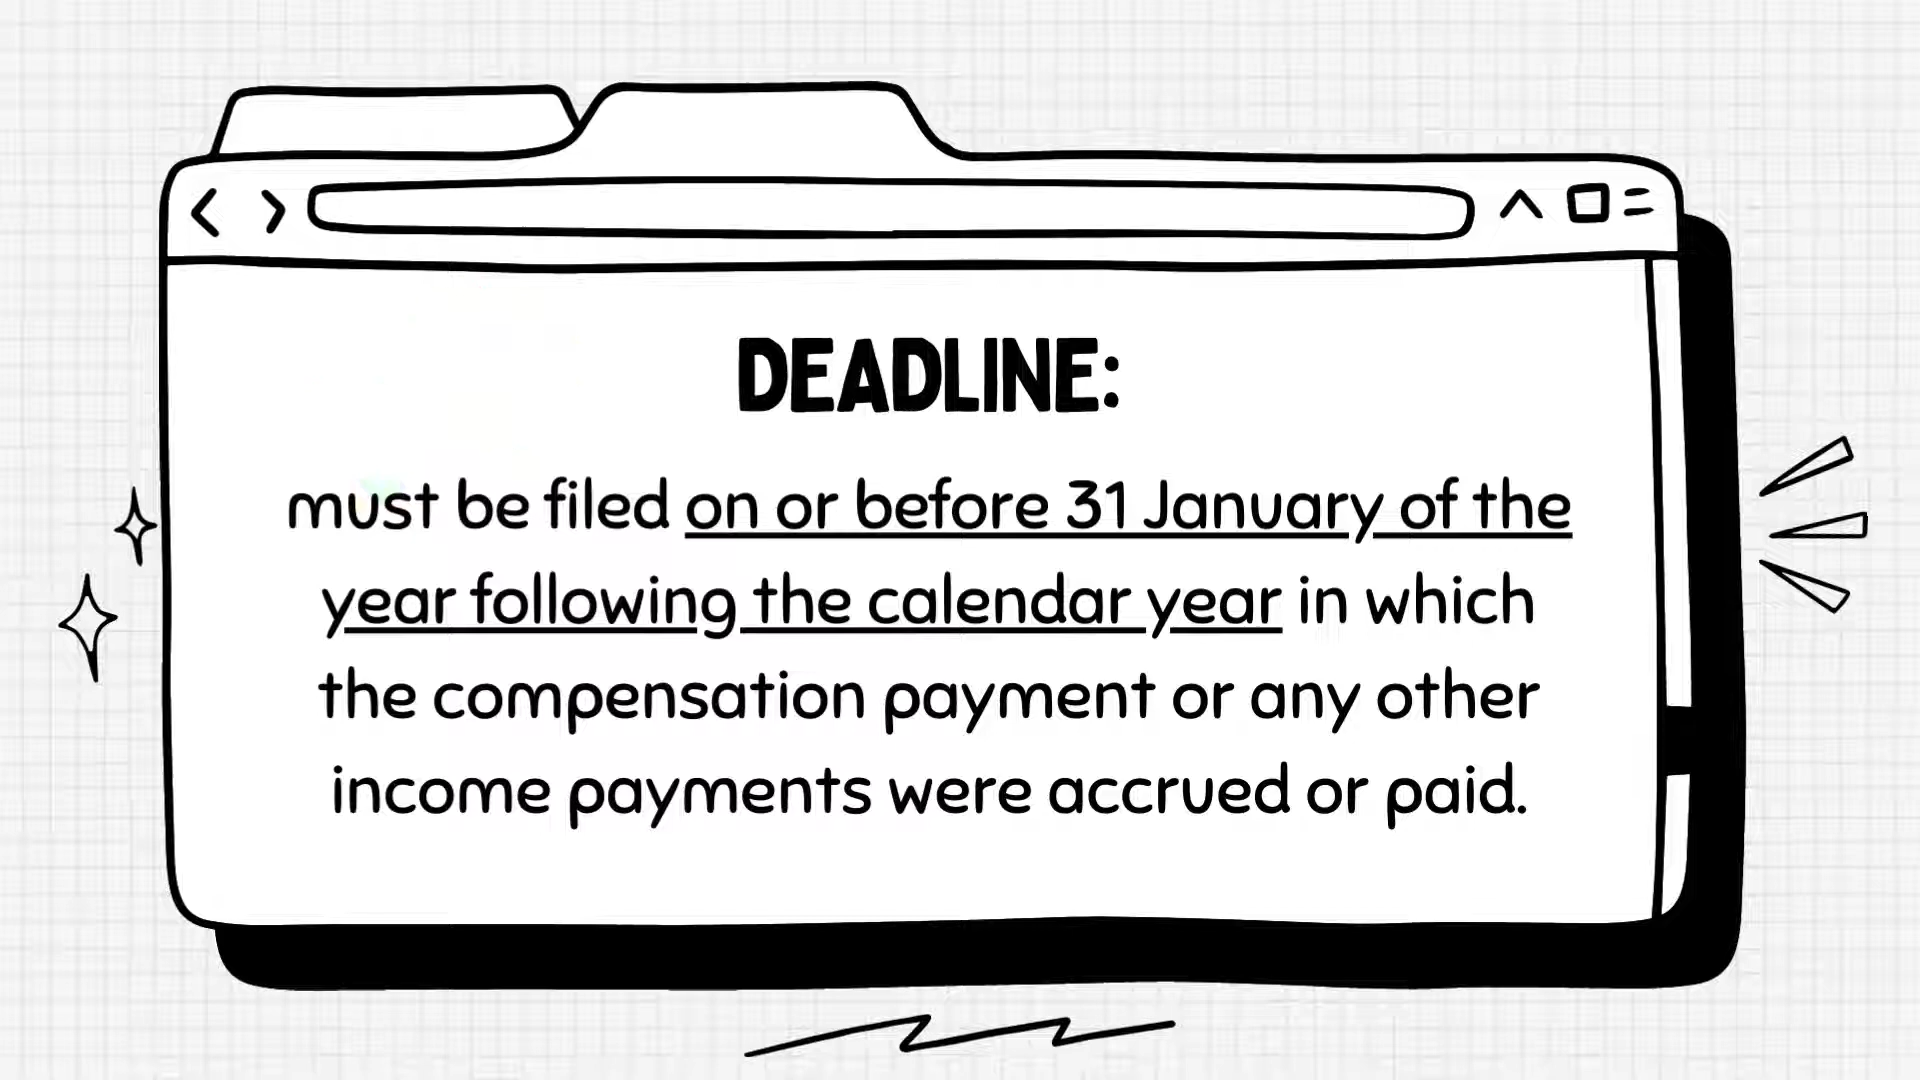 DEADLINE:
must be filed on or before 31 January of the
year following the calendar year in which
the compensation payment or any other
income payments were accrued or paid.